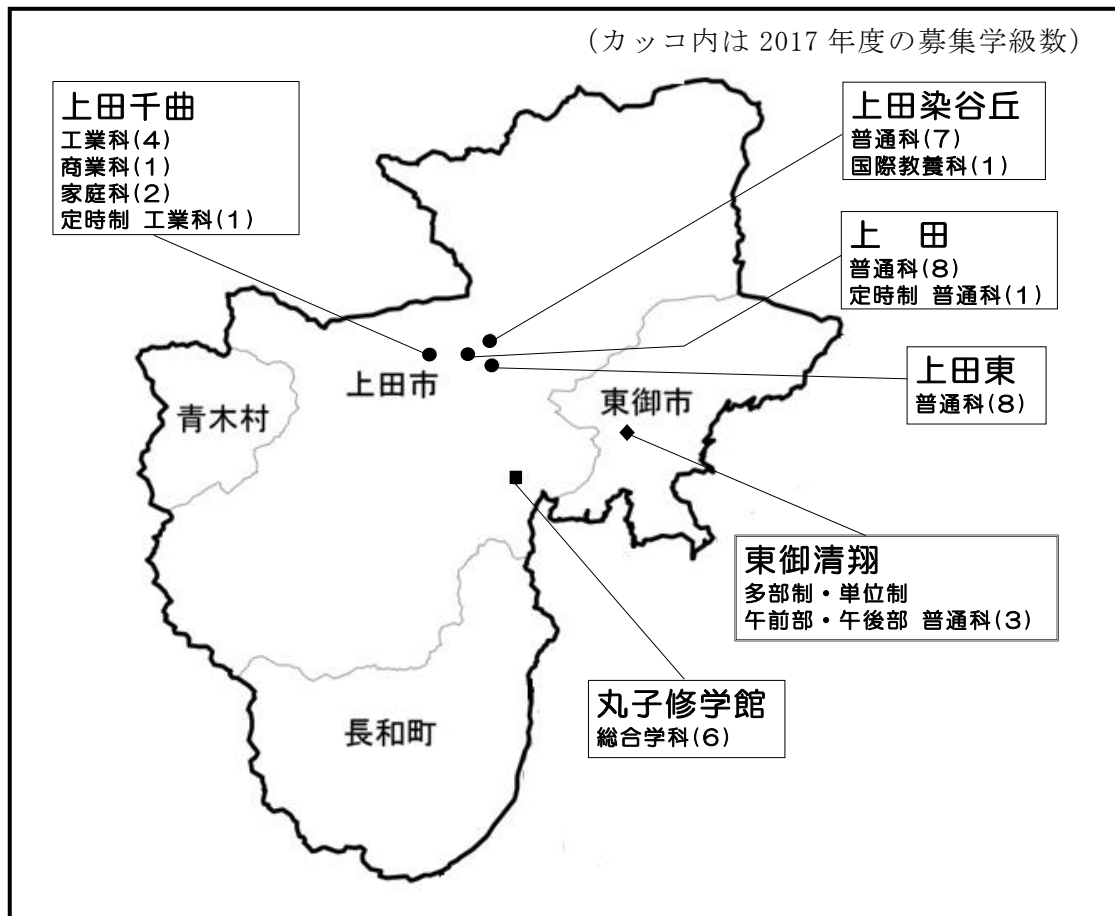 (カッコ内は 2017 年度の募集学級数)
上田千曲
工業科(4)
商業科(1)
家庭科(2)
定時制 工業科(1)
上田染谷丘
普通科(7)
国際教養科(1)
上 田
普通科(8)
定時制 普通科(1)
上田東
普通科(8)
上田市
青木村
東御市
東御清翔
多部制・単位制
午前部・午後部 普通科(3)
丸子修学館
総合学科(6)
長和町